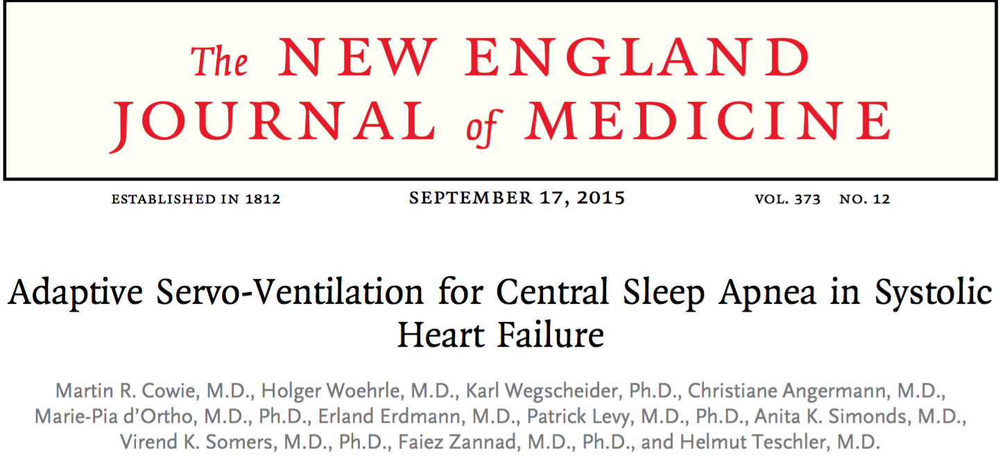 The NEW ENGLAND
JOURNAL of MEDICINE
ESTABLISHED IN 1812 SEPTEMBER 17, 2015 VOL. 373 NO. 12
Adaptive Servo-Ventilation for Central Sleep Apnea in Systolic
Heart Failure
Martin R. Cowie, M.D., Holger Woehrle, M.D., Karl Wegscheider, Ph.D., Christiane Angermann, M.D.,
Marie-Pia d’Ortho, M.D., Ph.D., Erland Erdmann, M.D., Patrick Levy, M.D., Ph.D., Anita K. Simonds, M.D.,
Virend K. Somers, M.D., Ph.D., Faiez Zannad, M.D., Ph.D., and Helmut Teschler, M.D.